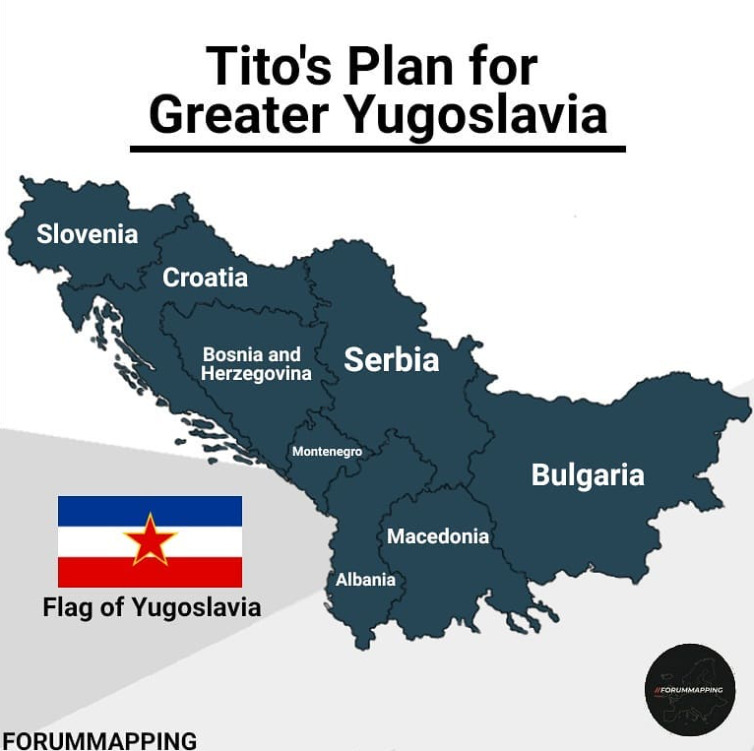 Tito's Plan for
Greater Yugoslavia
Slovenia
Croatia
Bosnia and
Herzegovina
Serbia
Montenegro
Bulgaria
Macedonia
Albania
Flag of Yugoslavia
//FORUMMAPPING
FORUMMAPPING